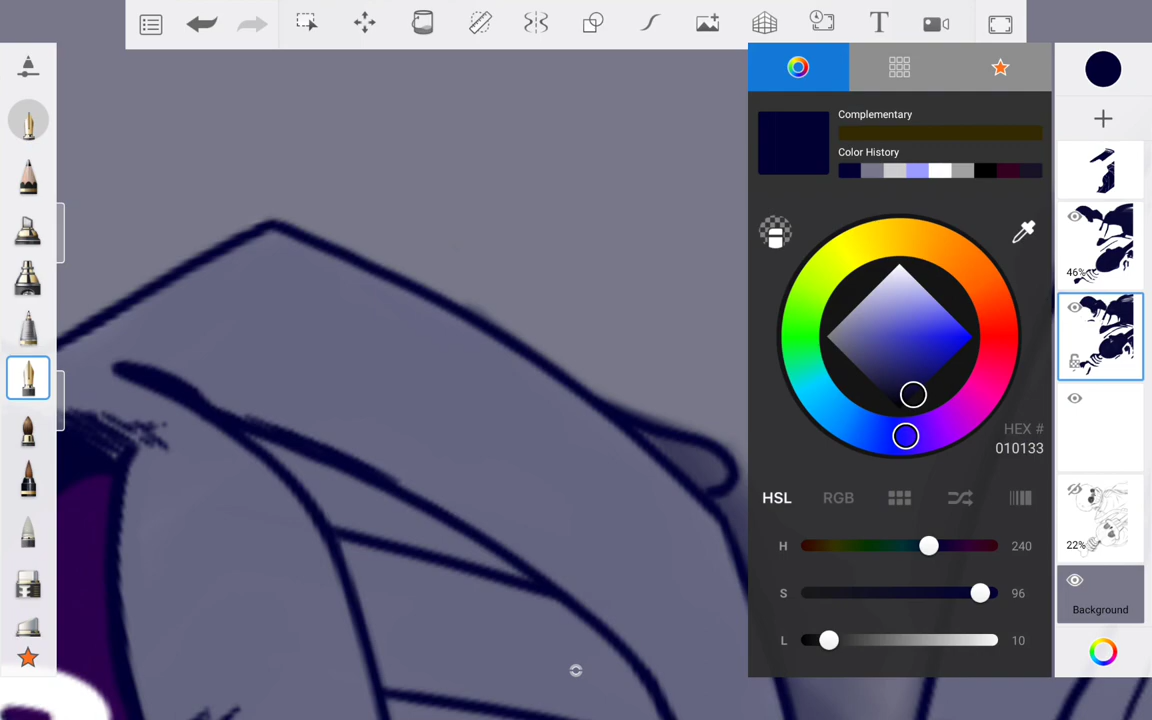 T
Complementary
Color History
46%
HEX #
010133
HSL RGB
H 240
S 96
L 10
22%
Background